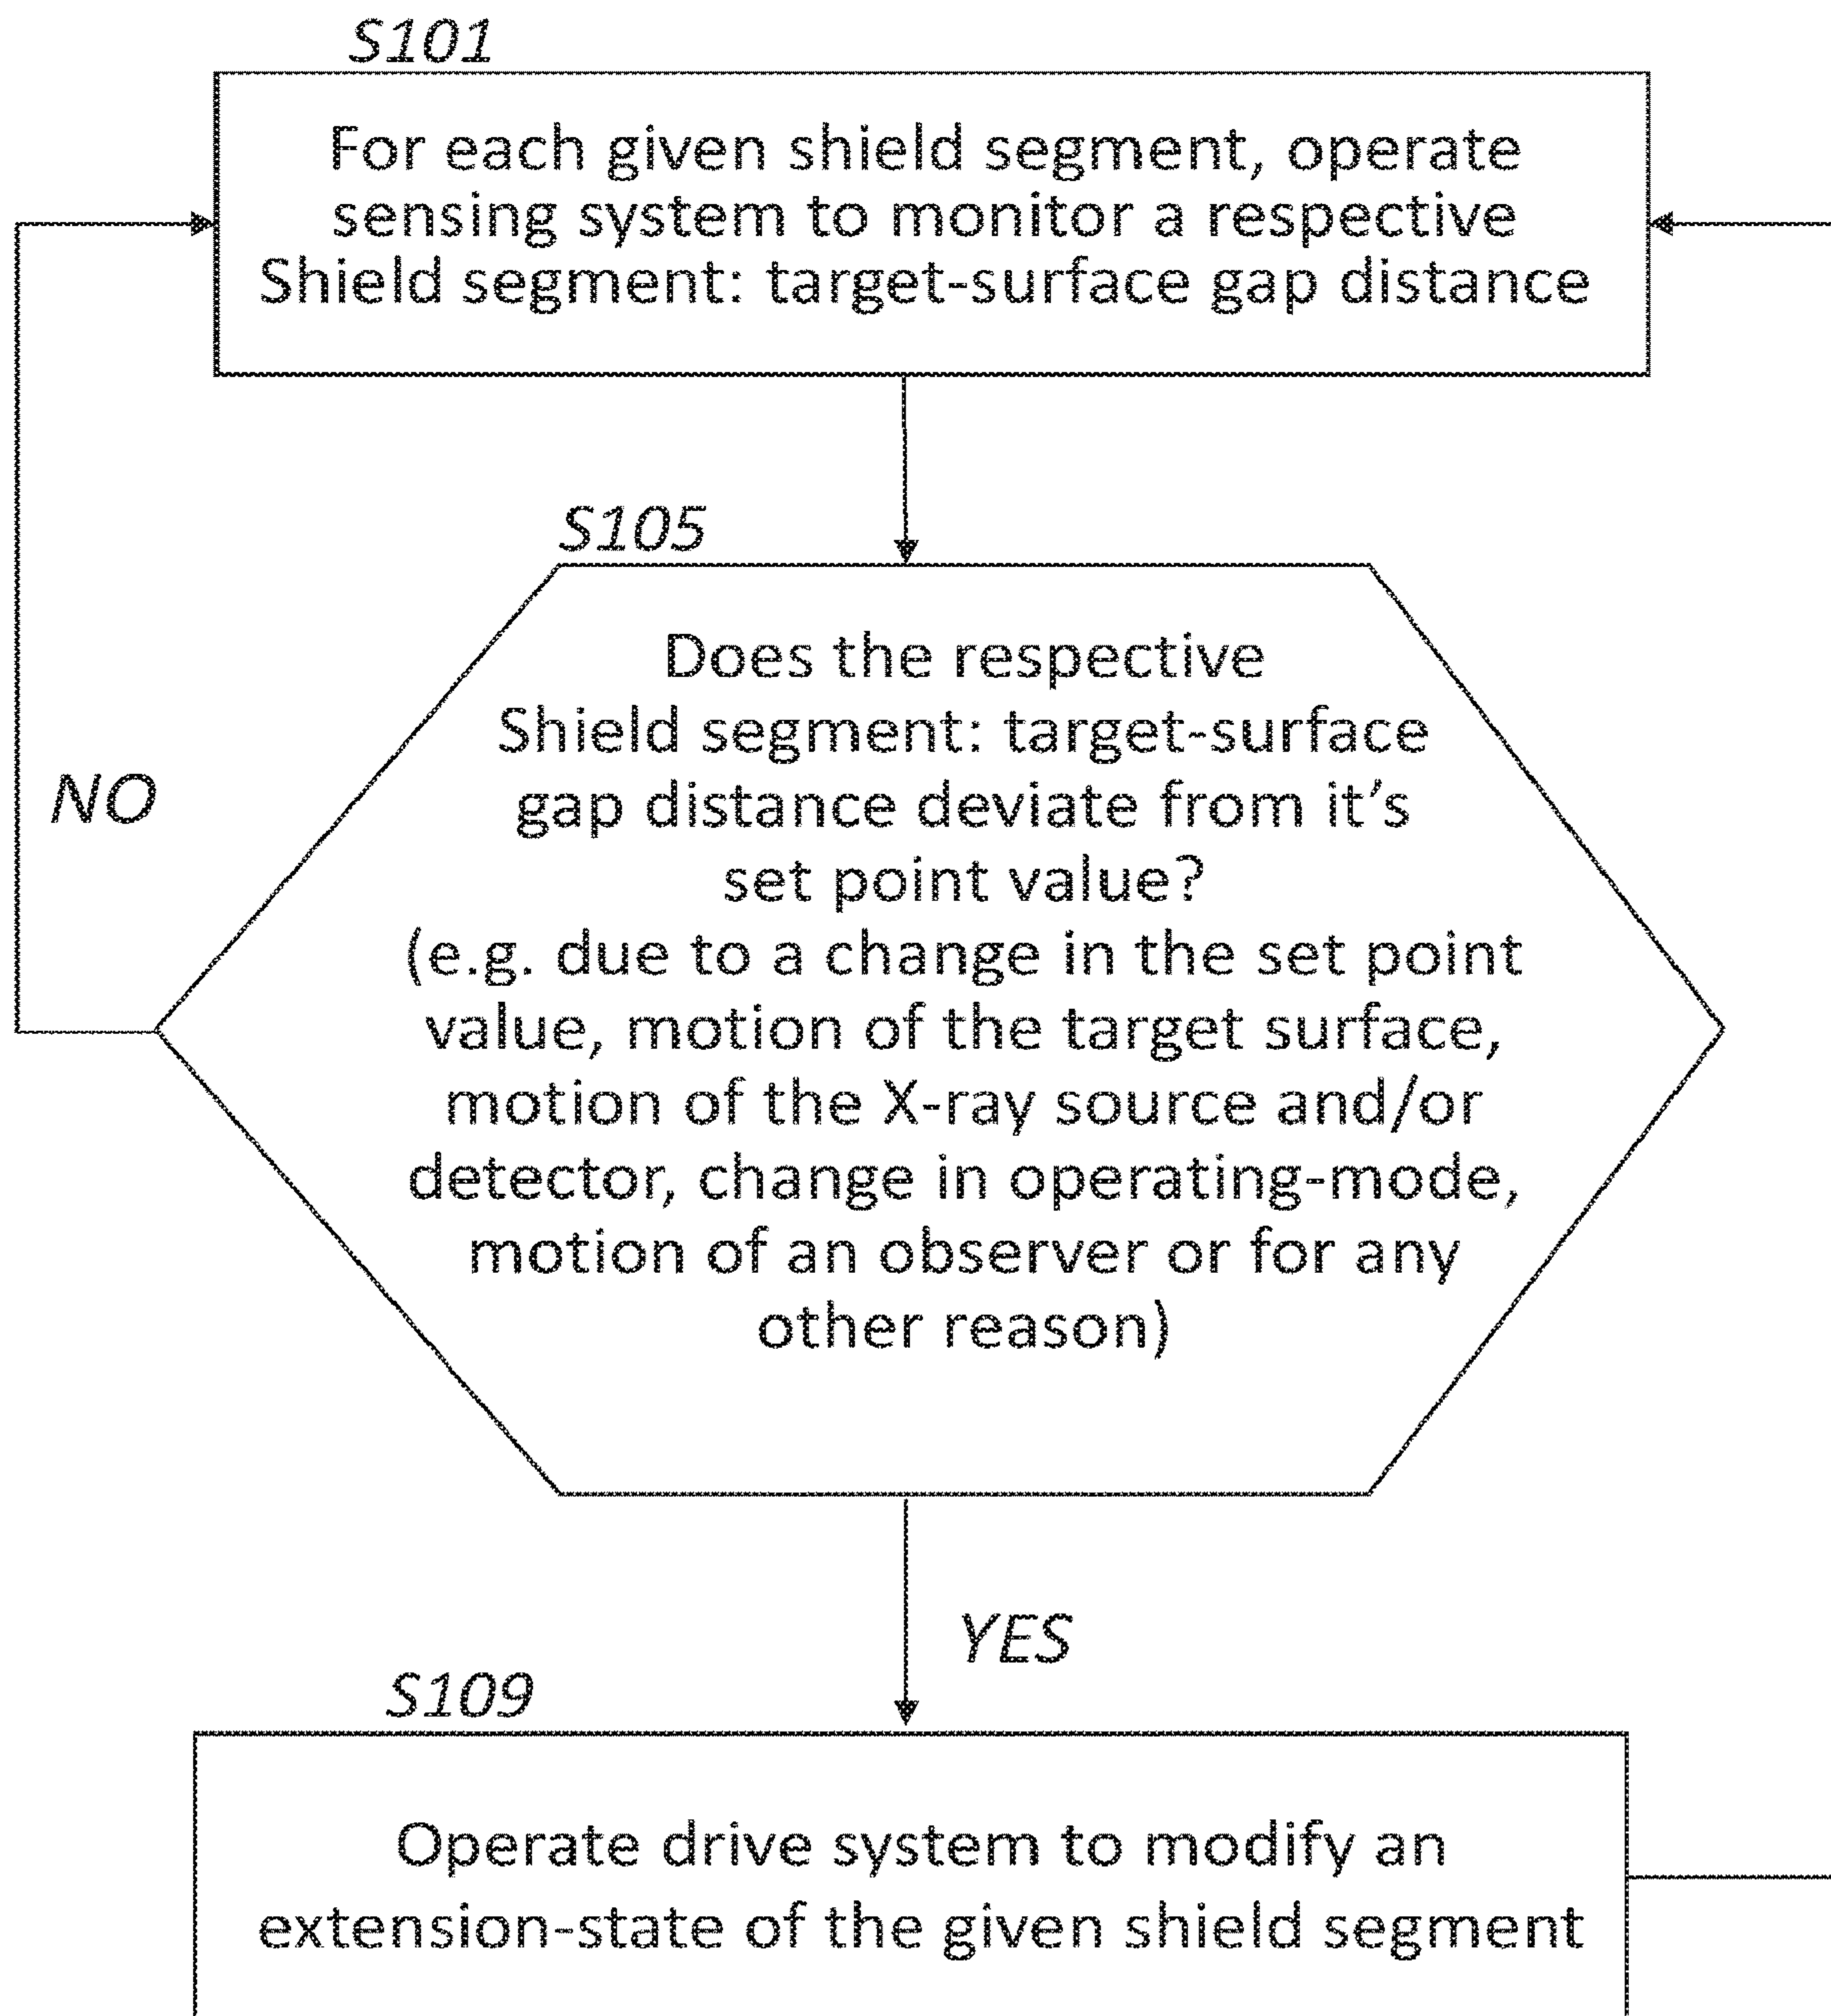 S101
For each given shield segment, operate
sensing system to monitor a respective
Shield segment: target-surface gap distance
S105
Does the respective
Shield segment: target-surface
gap distance deviate from it's
set point value?
(e.g. due to a change in the set point
value, motion of the target surface,
motion of the X-ray source and/or
detector, change in operating-mode,
motion of an observer or for any
other reason)
NO
YES
S109
Operate drive system to modify an
extension-state of the given shield segment